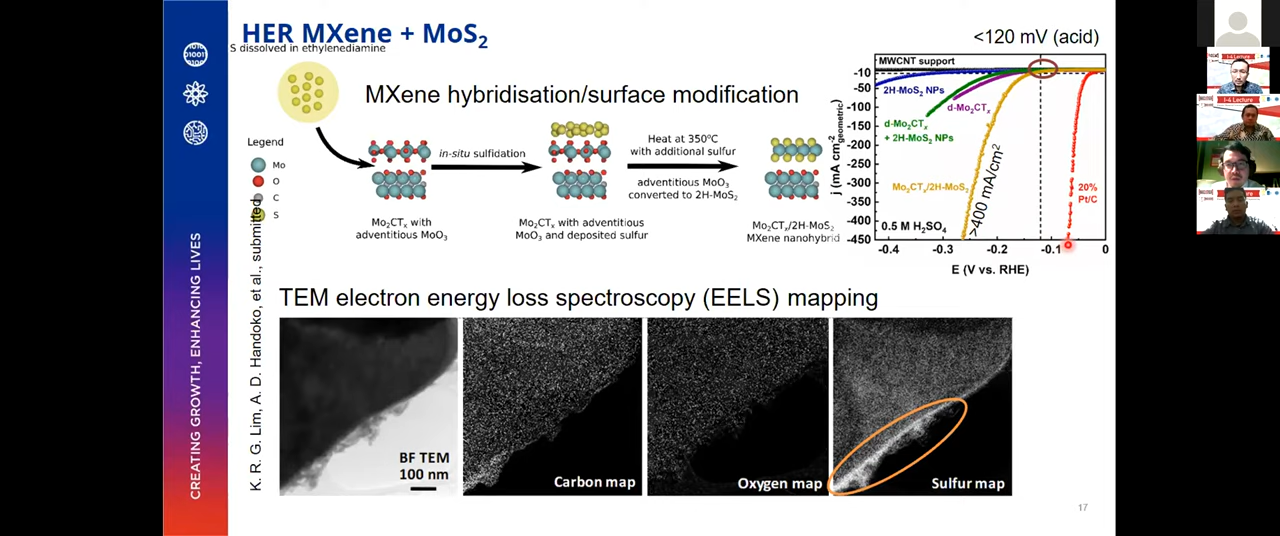 HER MXene + MoS₂
S dissolved in ethylenediamine
<120 mV (acid)
MXene hybridisation/surface modification
Legend
Mo
O
C
S
in-situ sulfidation
Heat at 350°C
with additional sulfur
adventitious MoO₃
converted to 2H-MoS₂
Mo₂CTₓ with
adventitious MoO₃
Mo₂CTₓ with adventitious
MoO₃ and deposited sulfur
Mo₂CTₓ/2H-MoS₂
MXene nanohybrid
MWCNT support
2H-MoS₂ NPs
d-Mo₂CTₓ
d-Mo₂CTₓ
+ 2H-MoS₂ NPs
Mo₂CTₓ/2H-MoS₂
>400 mA/cm²
20%
Pt/C
0.5 M H₂SO₄
j (mA cm⁻²geometric)
-10
-50
-100
-150
-200
-250
-300
-350
-400
-450
-0.4
-0.3
-0.2
-0.1
0
E (V vs. RHE)
TEM electron energy loss spectroscopy (EELS) mapping
BF TEM
100 nm
Carbon map
Oxygen map
Sulfur map
CREATING GROWTH, ENHANCING LIVES
K. R. G. Lim, A. D. Handoko, et al., submitted
17
I-4 Lecture
I-4 Lecture